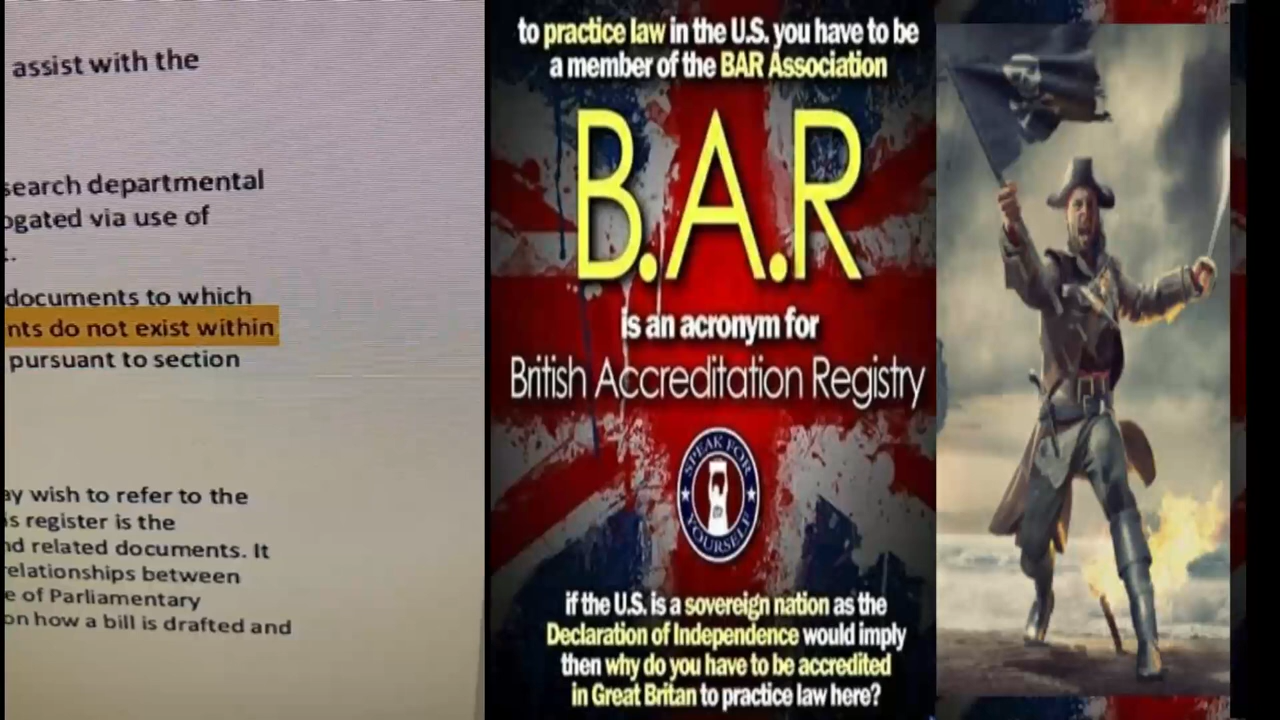 assist with the
search departmental
ogated via use of
documents to which
nts do not exist within
pursuant to section
ay wish to refer to the
is register is the
nd related documents. It
elationships between
e of Parliamentary
on how a bill is drafted and
to practice law in the U.S. you have to be
a member of the BAR Association
B.A.R
is an acronym for
British Accreditation Registry
SPEAK FOR
YOURSELF
if the U.S. is a sovereign nation as the
Declaration of Independence would imply
then why do you have to be accredited
in Great Britan to practice law here?